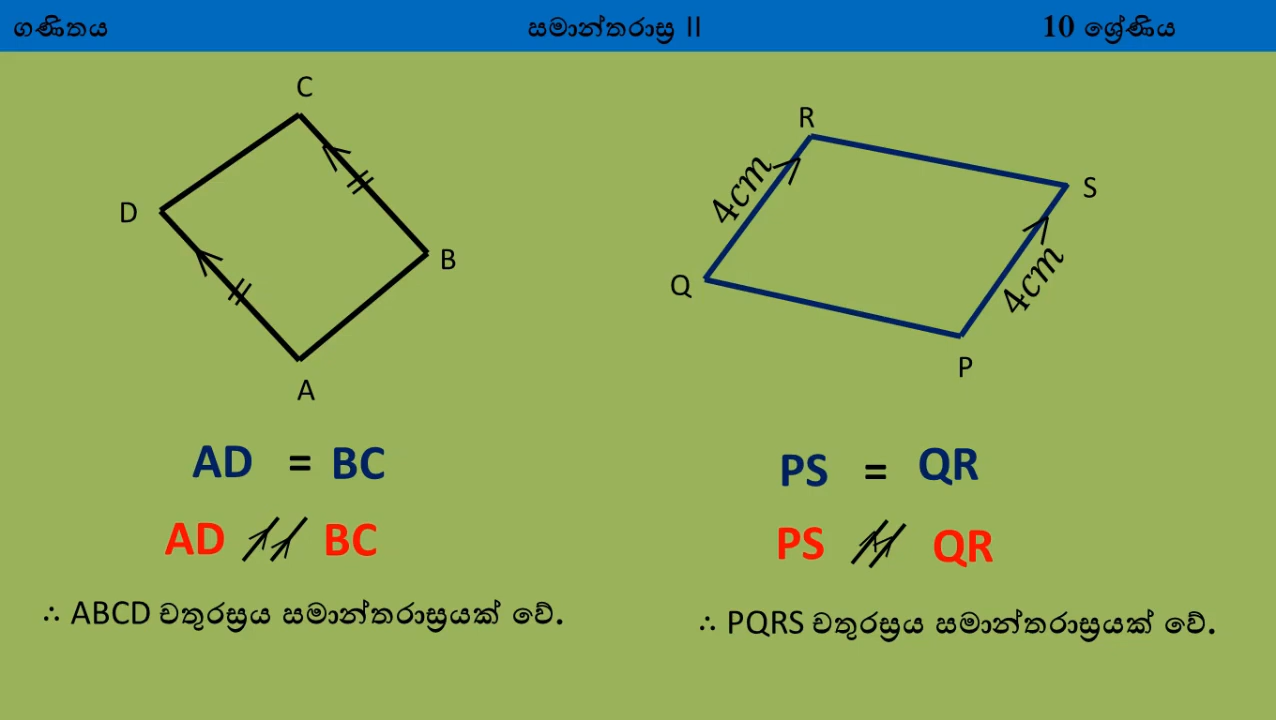 ගණිතය සමාන්තරාස්‍ර II 10 ශ්‍රේණිය
C
D
B
A
R
S
Q
P
4cm
4cm
AD = BC
AD // BC
∴ ABCD චතුරස්‍රය සමාන්තරාස්‍රයක් වේ.
PS = QR
PS // QR
∴ PQRS චතුරස්‍රය සමාන්තරාස්‍රයක් වේ.